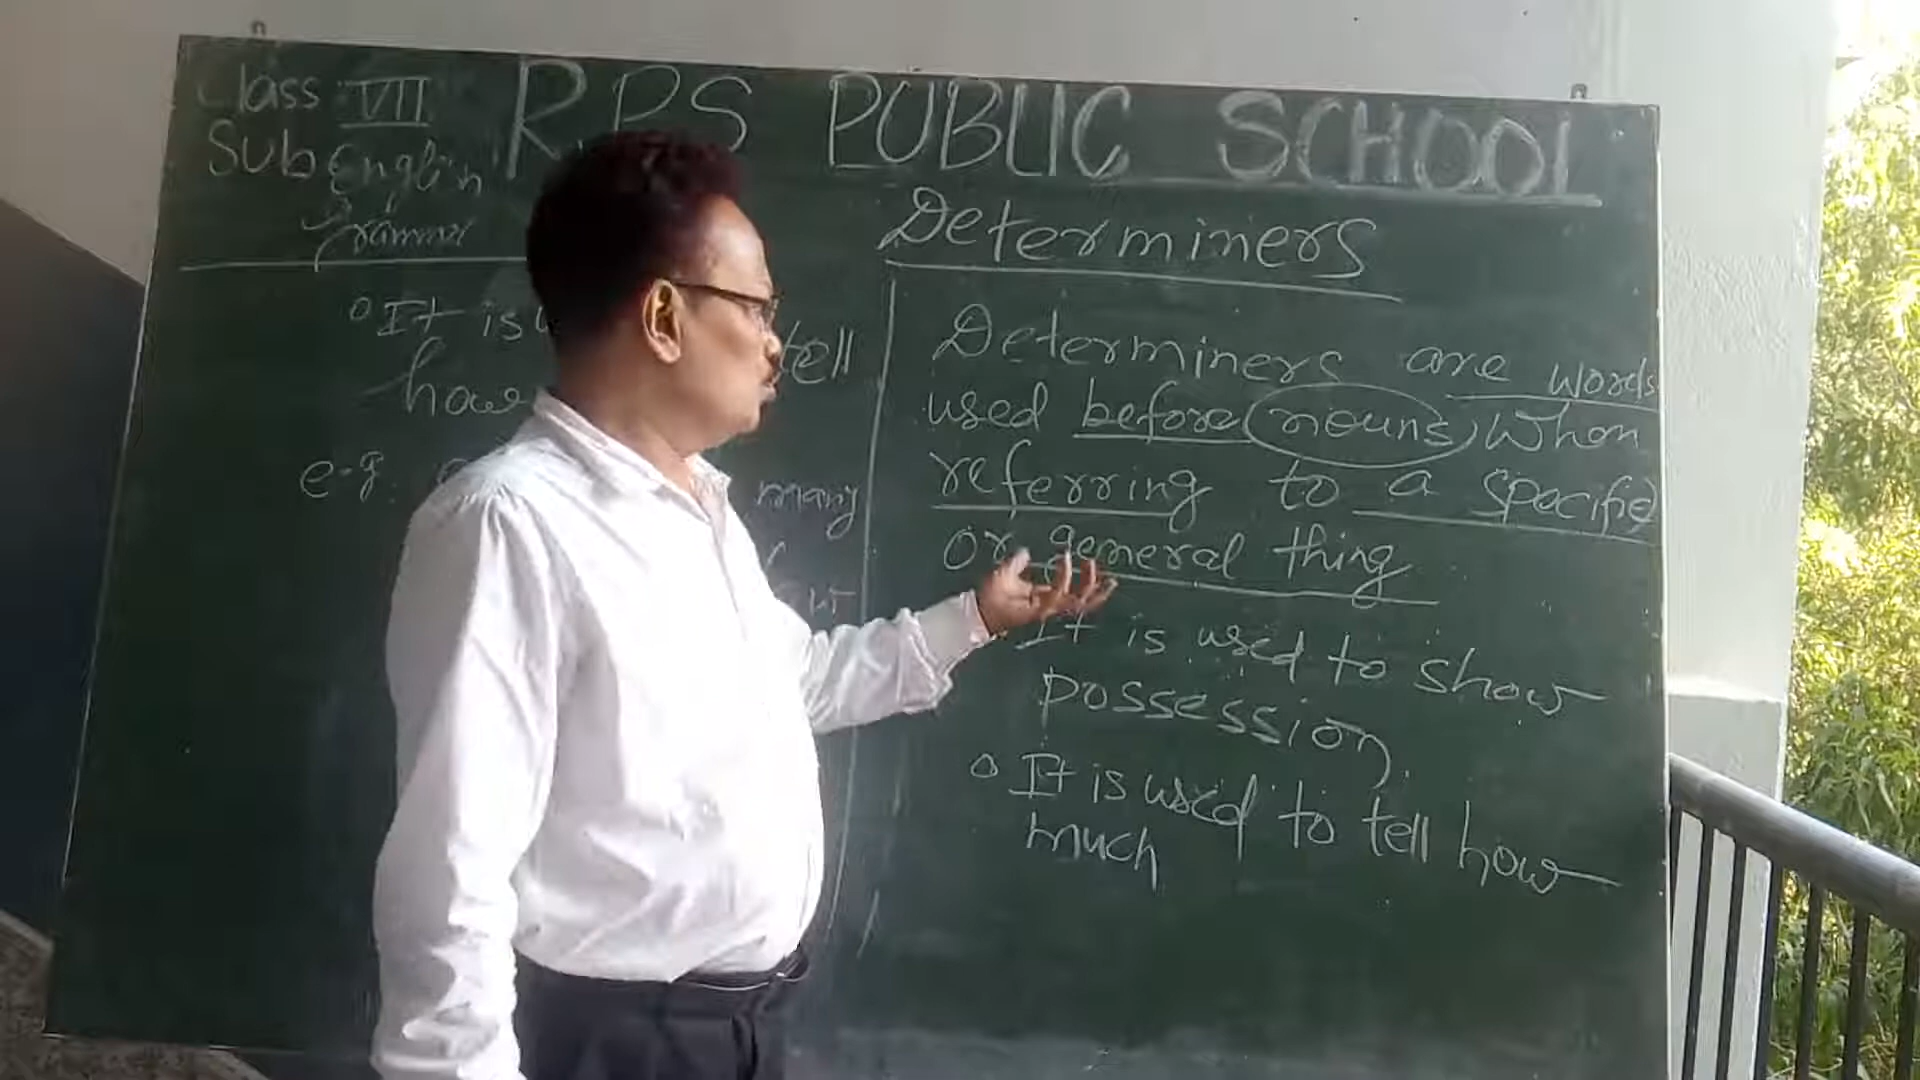 Class VII
R.P.S PUBLIC SCHOOL
Sub English
Grammar
Determiners
It is tell
how
e.g. many
Determiners are words
used before nouns when
referring to a specific
or general thing
It is used to show
possession
It is used to tell how
much